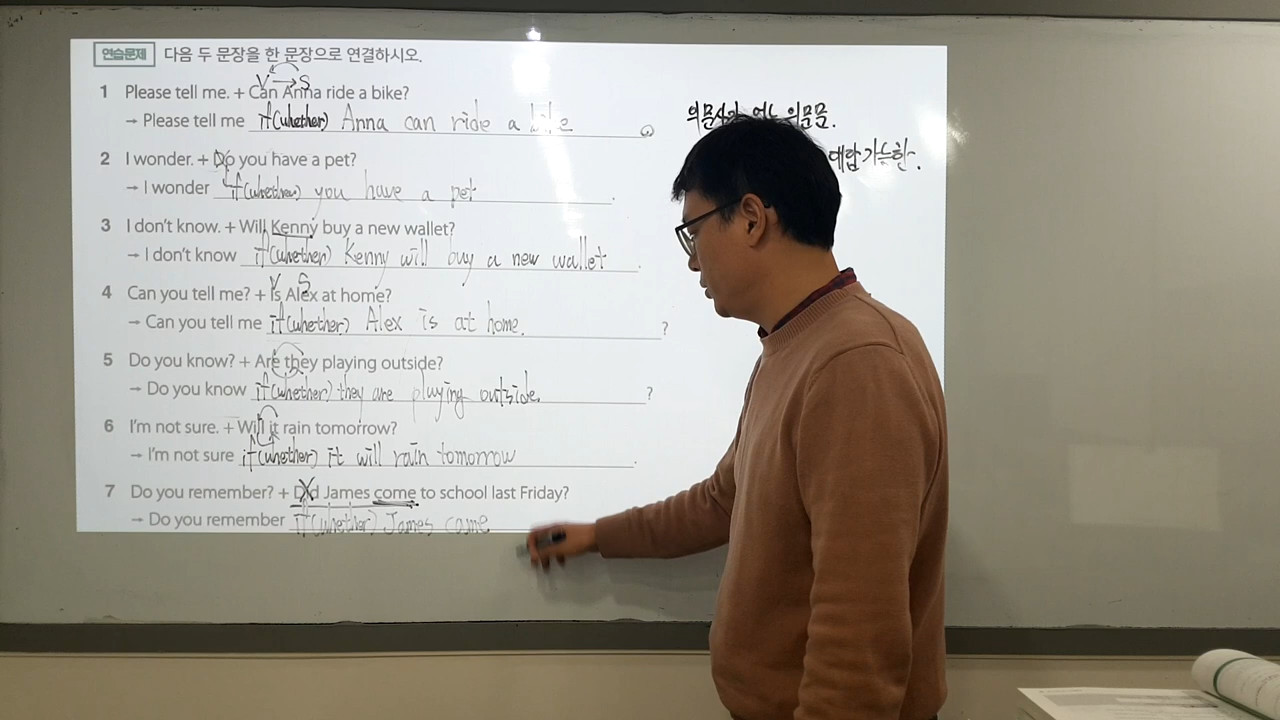 연습문제 다음 두 문장을 한 문장으로 연결하시오.
V → S
1 Please tell me. + Can Anna ride a bike?
→ Please tell me if(whether) Anna can ride a bike.
2 I wonder. + Do you have a pet?
→ I wonder if(whether) you have a pet.
3 I don't know. + Will Kenny buy a new wallet?
→ I don't know if(whether) Kenny will buy a new wallet.
V S
4 Can you tell me? + Is Alex at home?
→ Can you tell me if(whether) Alex is at home. ?
5 Do you know? + Are they playing outside?
→ Do you know if(whether) they are playing outside. ?
6 I'm not sure. + Will it rain tomorrow?
→ I'm not sure if(whether) it will rain tomorrow.
7 Do you remember? + Did James come to school last Friday?
→ Do you remember if(whether) James came
의문사가 없는 의문문.
대답 가능한~.